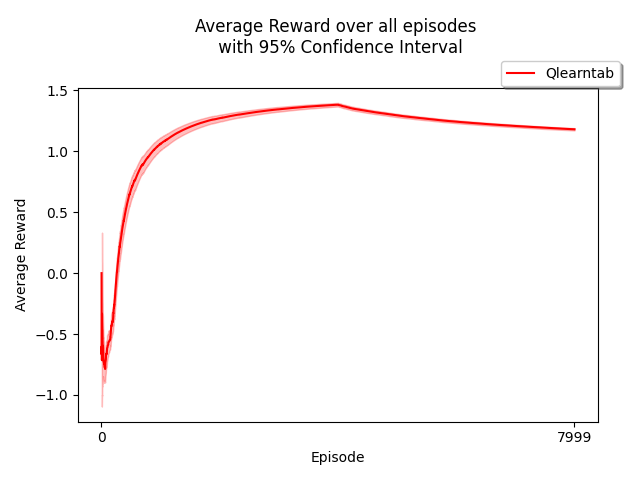 Average Reward over all episodes
with 95% Confidence Interval
Qlearntab
1.5
1.0
0.5
0.0
−0.5
−1.0
Average Reward
0
7999
Episode